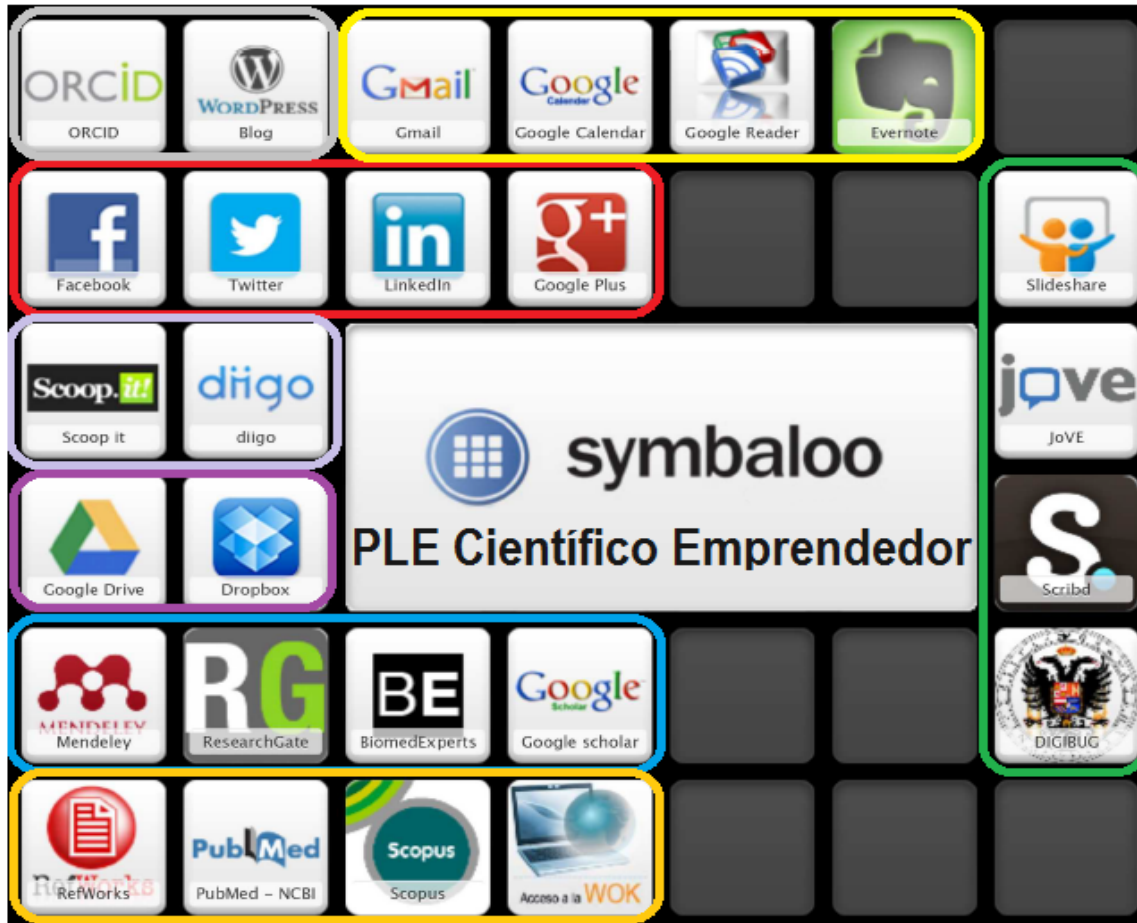 ORCID
ORCID
WORDPRESS
Blog
Gmail
Gmail
Google
Calender
Google Calendar
Google Reader
Evernote
Facebook
Twitter
in
LinkedIn
g+
Google Plus
Slideshare
Scoop.it!
Scoop it
diigo
diigo
symbaloo
PLE Científico Emprendedor
jove
JoVE
Google Drive
Dropbox
S.
Scribd
MENDELEY
Mendeley
RG
ResearchGate
BE
BiomedExperts
Google
Scholar
Google scholar
DIGIBUG
RefWorks
RefWorks
PubMed
PubMed - NCBI
Scopus
Scopus
Acceso a la WOK